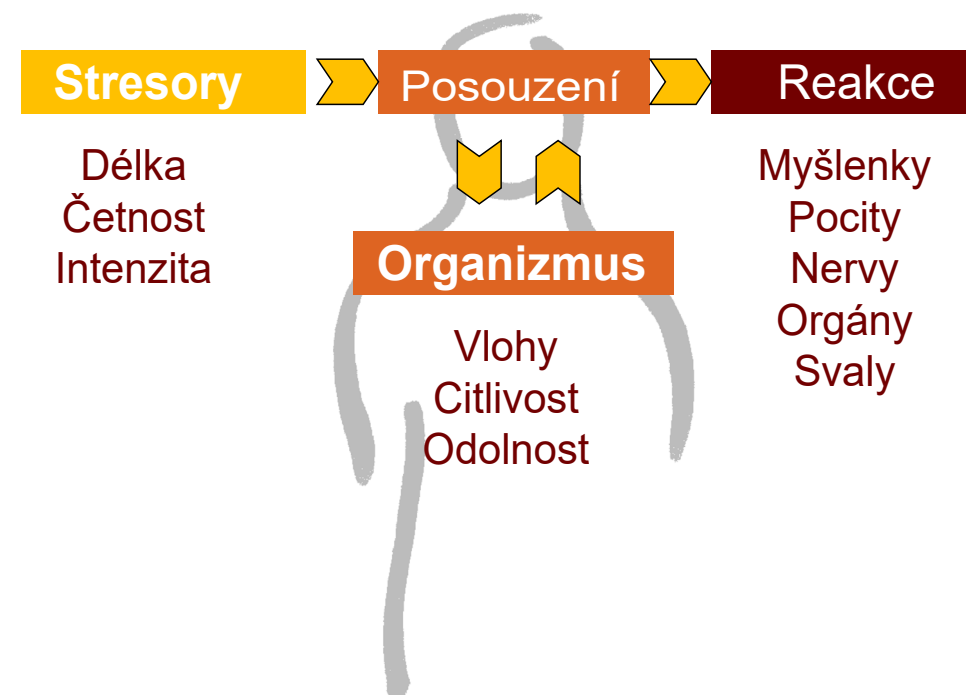 Stresory
Posouzení
Reakce
Délka
Četnost
Intenzita
Organizmus
Vlohy
Citlivost
Odolnost
Myšlenky
Pocity
Nervy
Orgány
Svaly